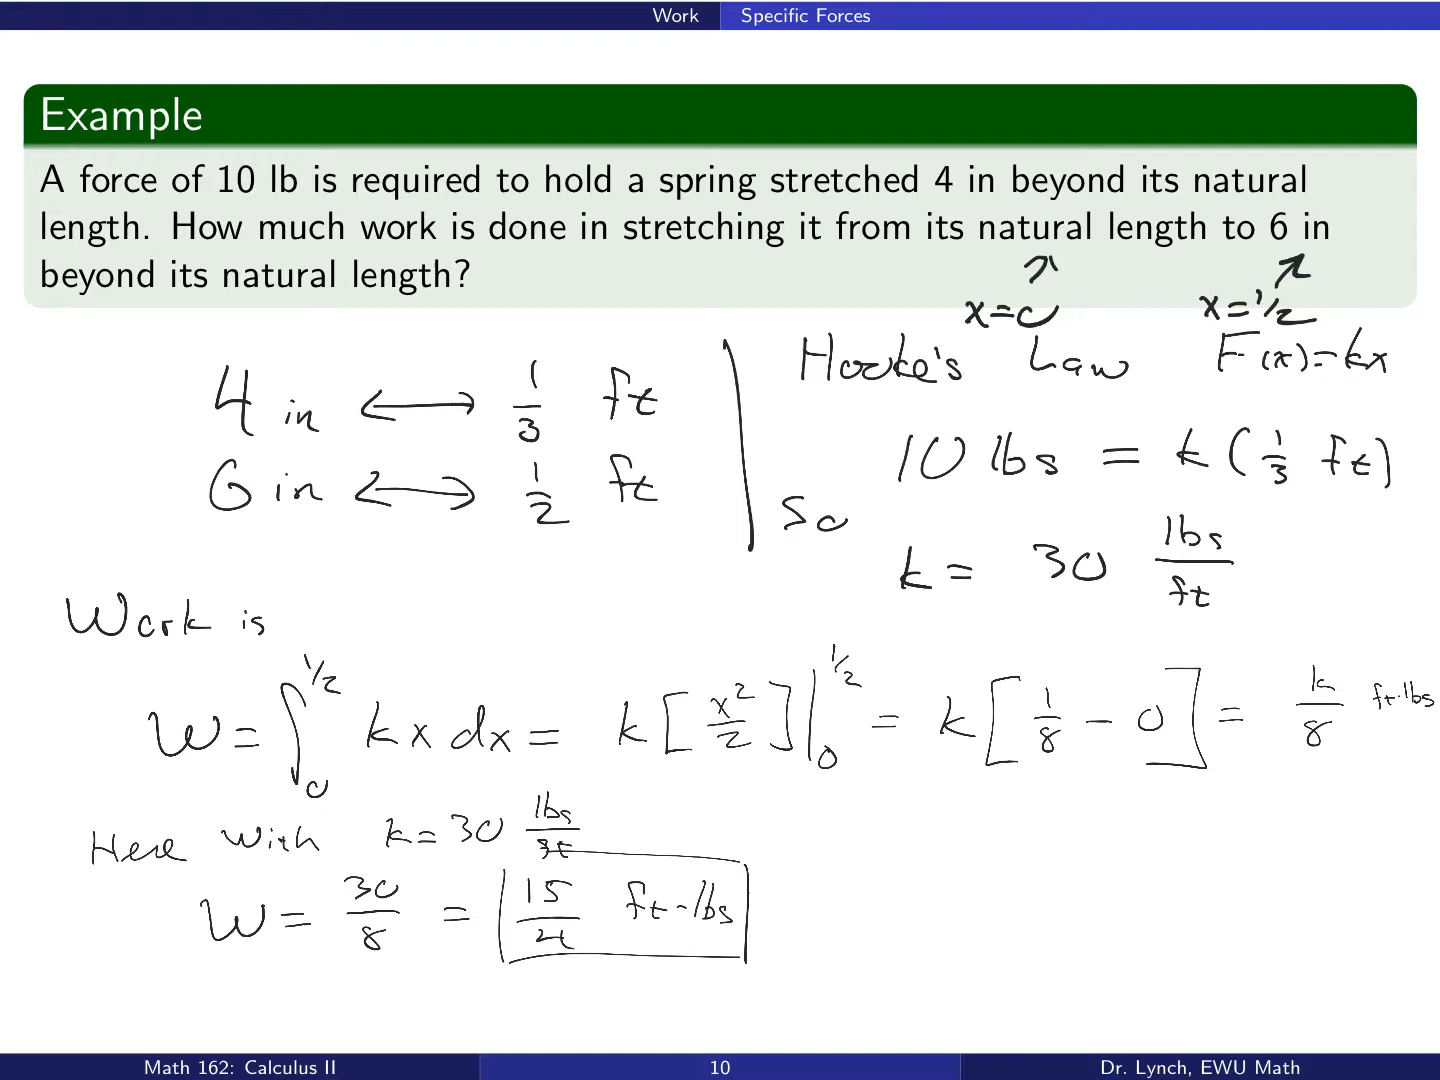 Work Specific Forces
Example
A force of 10 lb is required to hold a spring stretched 4 in beyond its natural
length. How much work is done in stretching it from its natural length to 6 in
beyond its natural length?
x=0 x=1/2
4 in ⟷ 1/3 ft
6 in ⟷ 1/2 ft
Hooke's Law F(x)=kx
10 lbs = k(1/3 ft)
So
k= 30 lbs/ft
Work is
W= ∫_0^{1/2} kx dx = k[x²/2]|_0^{1/2} = k[1/8 - 0] = k/8 ft·lbs
Here with k=30 lbs/ft
W= 30/8 = 15/4 ft-lbs
Math 162: Calculus II 10 Dr. Lynch, EWU Math